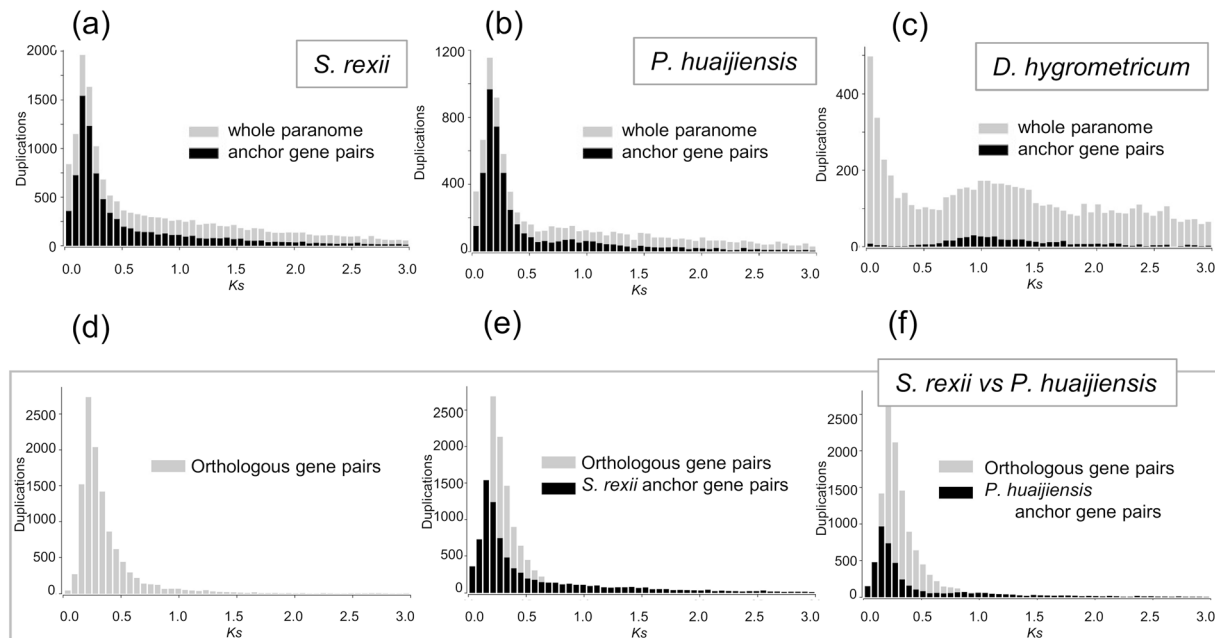 (a)
S. rexii
2000
1500
1000
500
0
Duplications
whole paranome
anchor gene pairs
0.0 0.5 1.0 1.5 2.0 2.5 3.0
Ks
(b)
P. huaijiensis
1200
800
400
0
Duplications
whole paranome
anchor gene pairs
0.0 0.5 1.0 1.5 2.0 2.5 3.0
Ks
(c)
D. hygrometricum
400
200
0
Duplications
whole paranome
anchor gene pairs
0.0 0.5 1.0 1.5 2.0 2.5 3.0
Ks
S. rexii vs P. huaijiensis
(d)
2500
2000
1500
1000
500
0
Duplications
Orthologous gene pairs
0.0 0.5 1.0 1.5 2.0 2.5 3.0
Ks
(e)
2500
2000
1500
1000
500
0
Duplications
Orthologous gene pairs
S. rexii anchor gene pairs
0.0 0.5 1.0 1.5 2.0 2.5 3.0
Ks
(f)
2500
2000
1500
1000
500
0
Duplications
Orthologous gene pairs
P. huaijiensis
anchor gene pairs
0.0 0.5 1.0 1.5 2.0 2.5 3.0
Ks